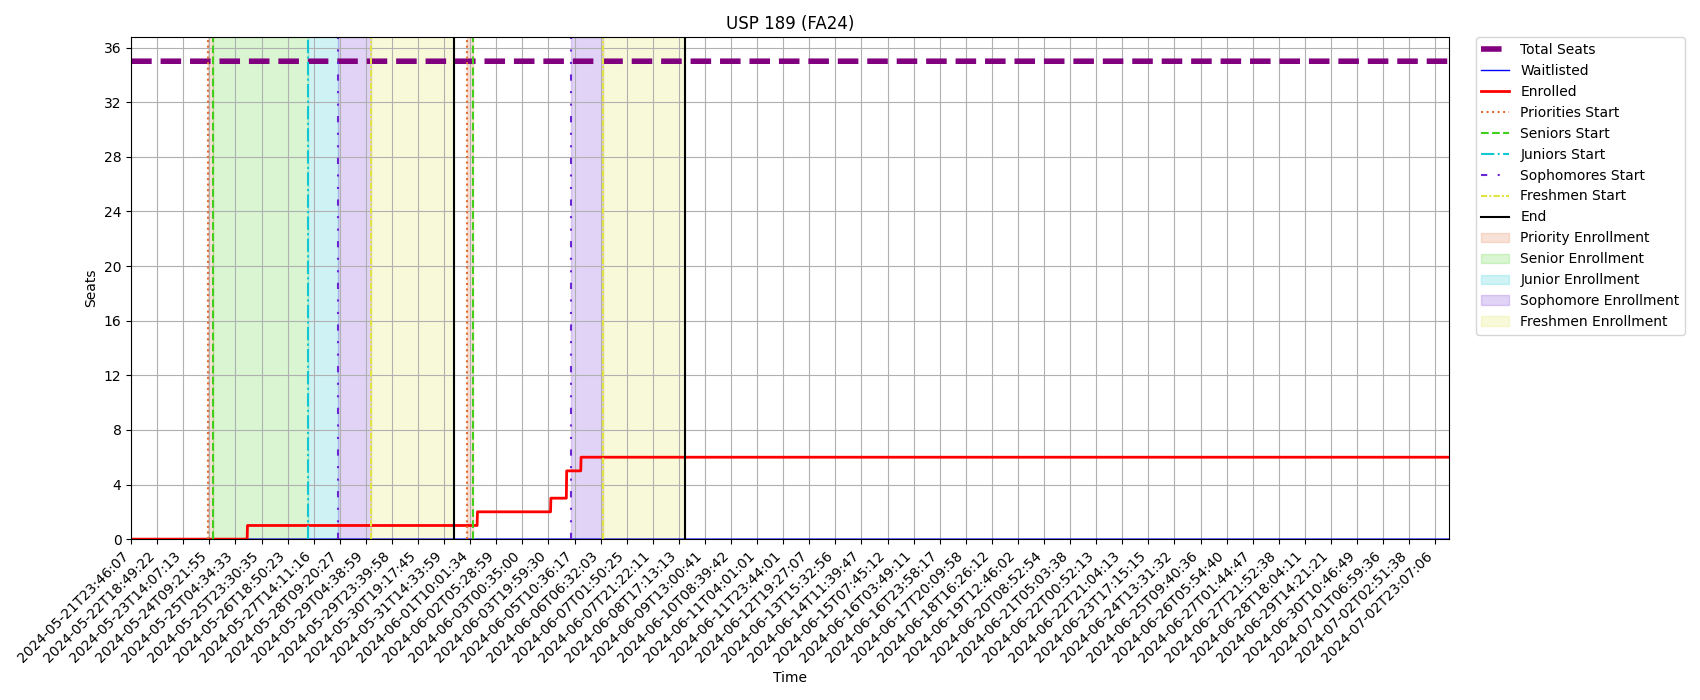 USP 189 (FA24)
Seats
36
32
28
24
20
16
12
8
4
0
2024-05-21T23:46:07
2024-05-22T18:49:22
2024-05-23T14:07:13
2024-05-24T09:21:55
2024-05-25T04:34:33
2024-05-25T23:30:35
2024-05-26T18:50:23
2024-05-27T14:11:16
2024-05-28T09:20:27
2024-05-29T04:38:59
2024-05-29T23:39:58
2024-05-30T19:17:45
2024-05-31T14:33:59
2024-06-01T10:01:34
2024-06-02T05:28:59
2024-06-03T00:35:00
2024-06-03T19:59:30
2024-06-05T10:36:17
2024-06-06T06:32:03
2024-06-07T01:50:25
2024-06-07T21:22:11
2024-06-08T17:13:13
2024-06-09T13:00:41
2024-06-10T08:39:42
2024-06-11T04:01:01
2024-06-11T23:44:01
2024-06-12T19:27:07
2024-06-13T15:32:56
2024-06-14T11:39:47
2024-06-15T07:45:12
2024-06-16T03:49:11
2024-06-16T23:58:17
2024-06-17T20:09:58
2024-06-18T16:26:12
2024-06-19T12:46:02
2024-06-20T08:52:54
2024-06-21T05:03:38
2024-06-22T00:52:13
2024-06-22T21:04:13
2024-06-23T17:15:15
2024-06-24T13:31:32
2024-06-25T09:40:36
2024-06-26T05:54:40
2024-06-27T01:44:47
2024-06-27T21:52:38
2024-06-28T18:04:11
2024-06-29T14:21:21
2024-06-30T10:46:49
2024-07-01T06:59:36
2024-07-02T02:51:38
2024-07-02T23:07:06
Time
Total Seats
Waitlisted
Enrolled
Priorities Start
Seniors Start
Juniors Start
Sophomores Start
Freshmen Start
End
Priority Enrollment
Senior Enrollment
Junior Enrollment
Sophomore Enrollment
Freshmen Enrollment